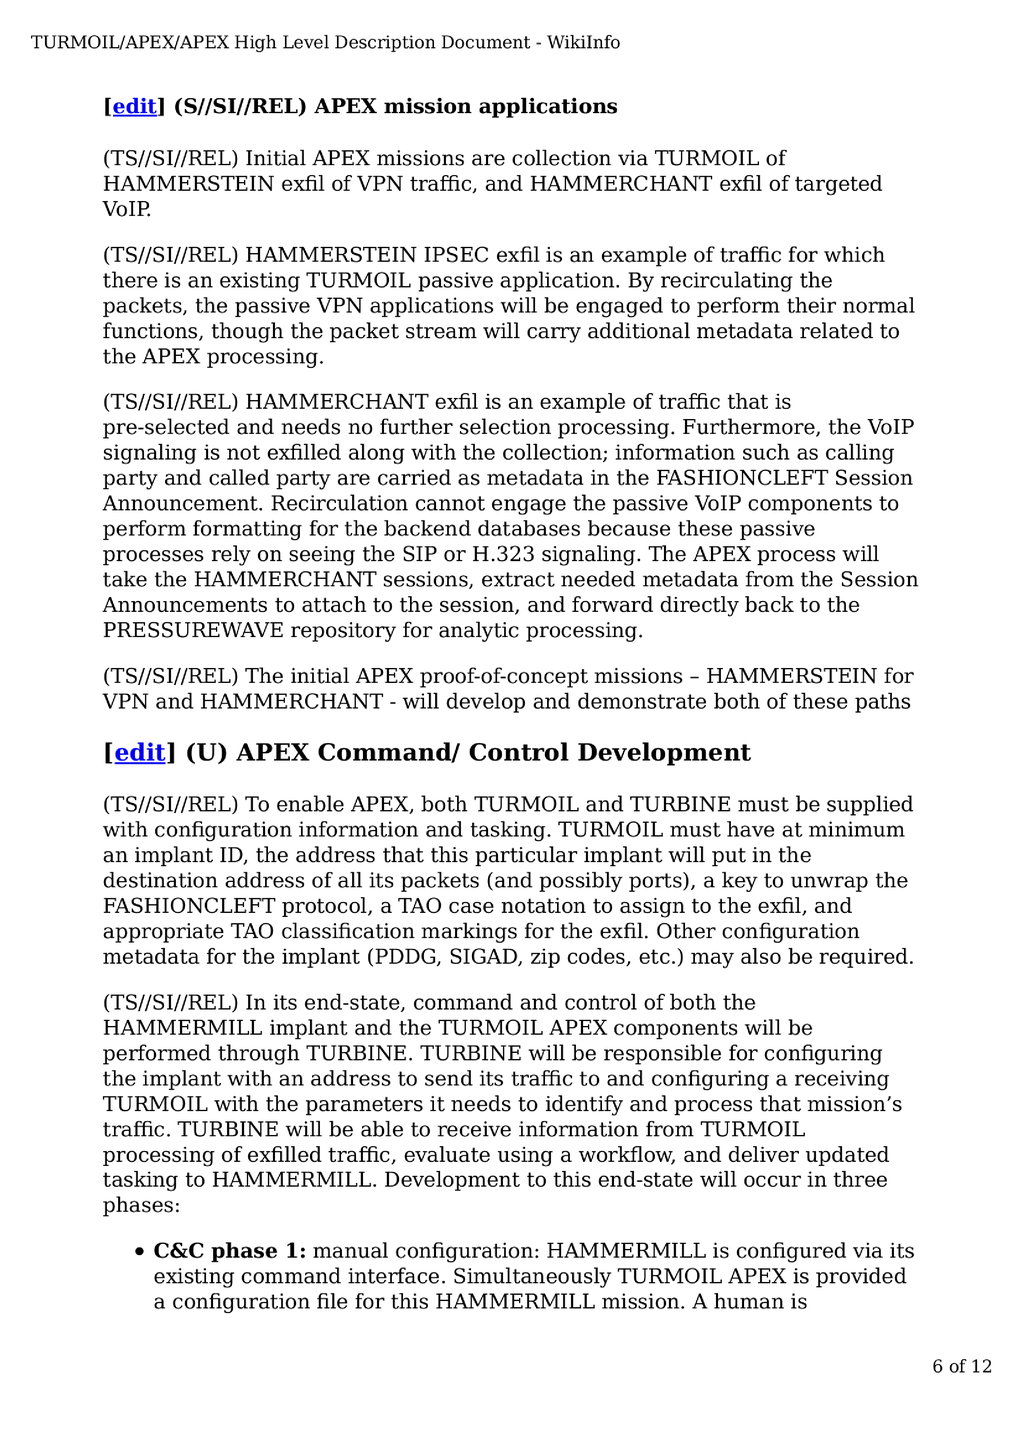 TURMOIL/APEX/APEX High Level Description Document - WikiInfo
[edit] (S//SI//REL) APEX mission applications
(TS//SI//REL) Initial APEX missions are collection via TURMOIL of
HAMMERSTEIN exfil of VPN traffic, and HAMMERCHANT exfil of targeted
VoIP.
(TS//SI//REL) HAMMERSTEIN IPSEC exfil is an example of traffic for which
there is an existing TURMOIL passive application. By recirculating the
packets, the passive VPN applications will be engaged to perform their normal
functions, though the packet stream will carry additional metadata related to
the APEX processing.
(TS//SI//REL) HAMMERCHANT exfil is an example of traffic that is
pre-selected and needs no further selection processing. Furthermore, the VoIP
signaling is not exfilled along with the collection; information such as calling
party and called party are carried as metadata in the FASHIONCLEFT Session
Announcement. Recirculation cannot engage the passive VoIP components to
perform formatting for the backend databases because these passive
processes rely on seeing the SIP or H.323 signaling. The APEX process will
take the HAMMERCHANT sessions, extract needed metadata from the Session
Announcements to attach to the session, and forward directly back to the
PRESSUREWAVE repository for analytic processing.
(TS//SI//REL) The initial APEX proof-of-concept missions – HAMMERSTEIN for
VPN and HAMMERCHANT - will develop and demonstrate both of these paths
[edit] (U) APEX Command/ Control Development
(TS//SI//REL) To enable APEX, both TURMOIL and TURBINE must be supplied
with configuration information and tasking. TURMOIL must have at minimum
an implant ID, the address that this particular implant will put in the
destination address of all its packets (and possibly ports), a key to unwrap the
FASHIONCLEFT protocol, a TAO case notation to assign to the exfil, and
appropriate TAO classification markings for the exfil. Other configuration
metadata for the implant (PDDG, SIGAD, zip codes, etc.) may also be required.
(TS//SI//REL) In its end-state, command and control of both the
HAMMERMILL implant and the TURMOIL APEX components will be
performed through TURBINE. TURBINE will be responsible for configuring
the implant with an address to send its traffic to and configuring a receiving
TURMOIL with the parameters it needs to identify and process that mission’s
traffic. TURBINE will be able to receive information from TURMOIL
processing of exfilled traffic, evaluate using a workflow, and deliver updated
tasking to HAMMERMILL. Development to this end-state will occur in three
phases:
• C&C phase 1: manual configuration: HAMMERMILL is configured via its
existing command interface. Simultaneously TURMOIL APEX is provided
a configuration file for this HAMMERMILL mission. A human is
6 of 12